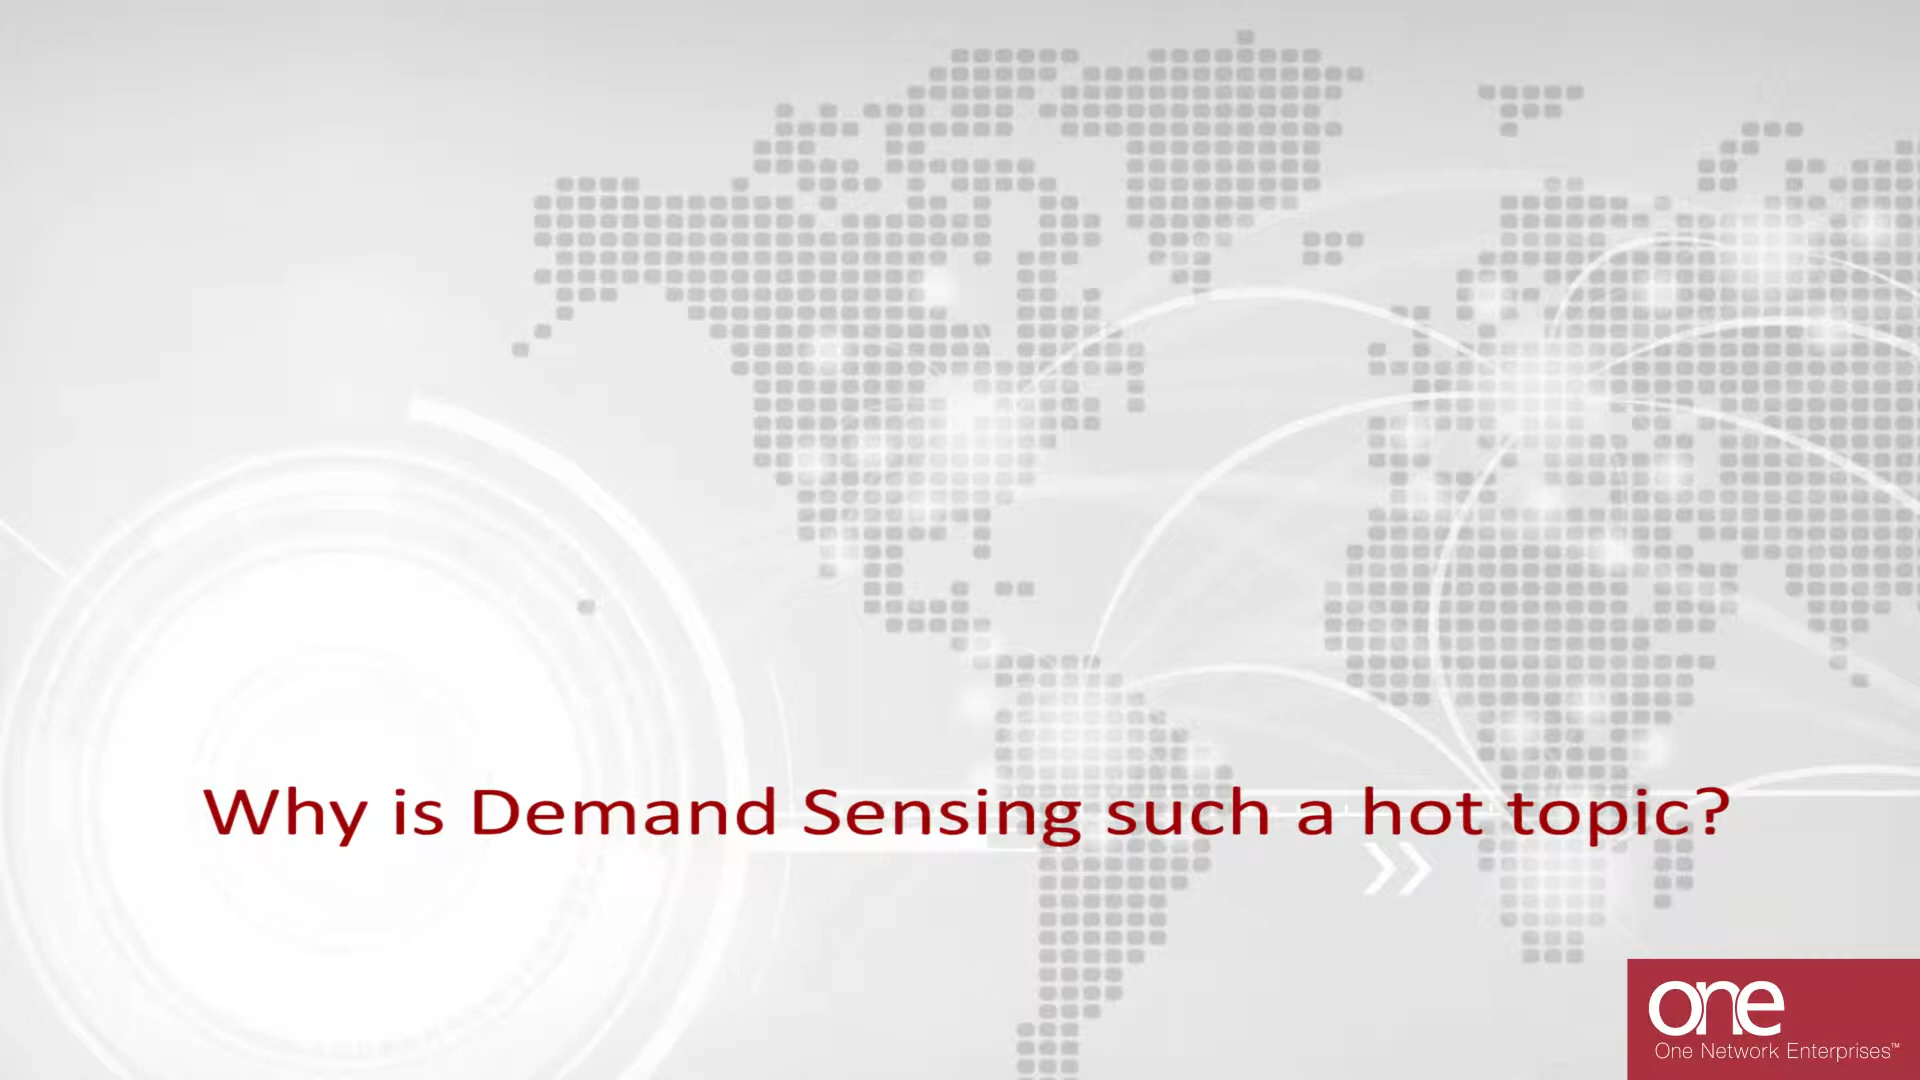 Why is Demand Sensing such a hot topic?
one
One Network Enterprises™